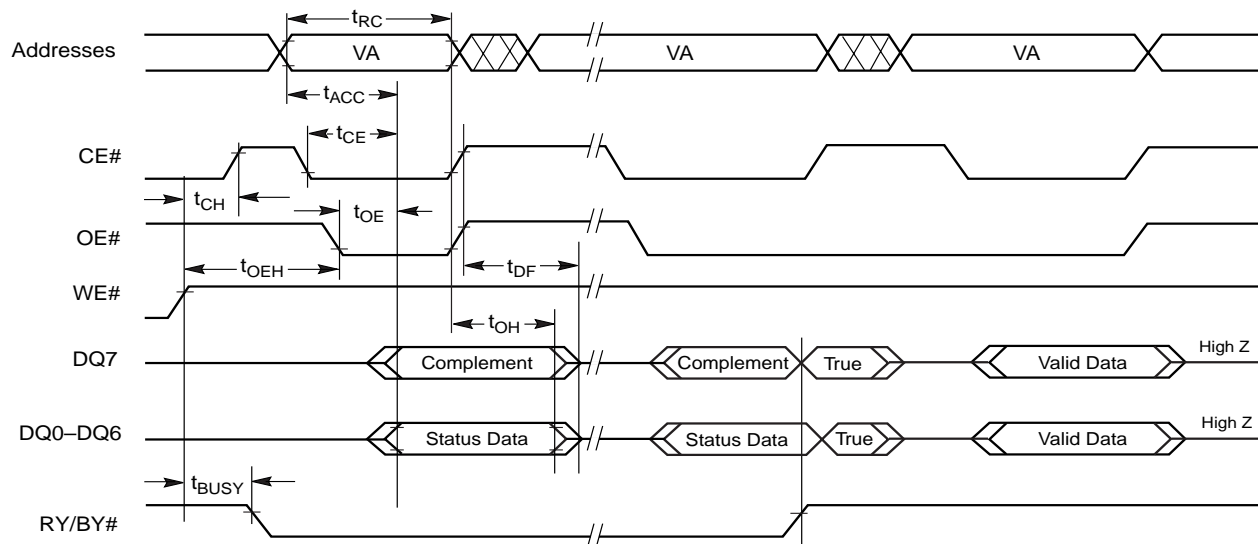 tRC
Addresses VA VA VA
tACC
tCE
CE#
tCH tOE
OE#
tOEH tDF
WE#
tOH
DQ7 Complement Complement True Valid Data High Z
DQ0–DQ6 Status Data Status Data True Valid Data High Z
tBUSY
RY/BY#